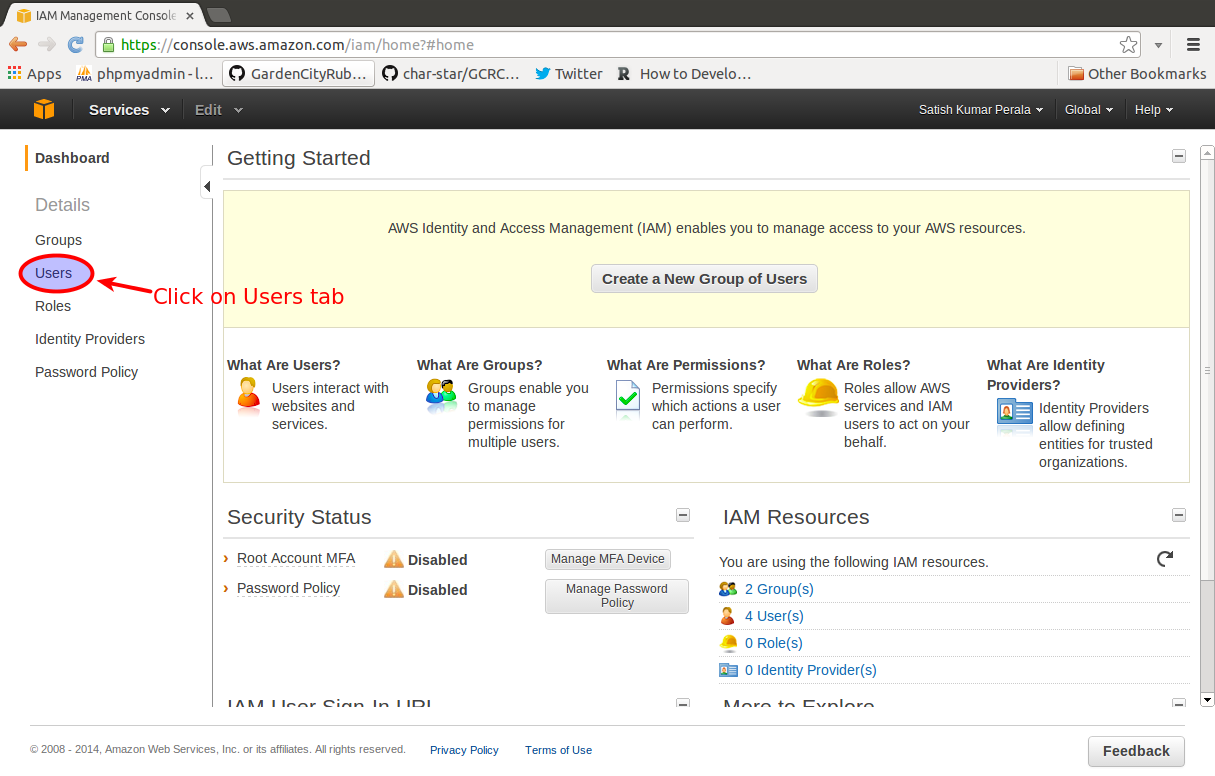 IAM Management Console
https://console.aws.amazon.com/iam/home?#home
Apps
phpmyadmin - l...
GardenCityRub...
char-star/GCRC...
Twitter
How to Develo...
Other Bookmarks
Services
Edit
Satish Kumar Perala
Global
Help
Dashboard
Details
Groups
Users
Roles
Identity Providers
Password Policy
Click on Users tab
Getting Started
AWS Identity and Access Management (IAM) enables you to manage access to your AWS resources.
Create a New Group of Users
What Are Users?
Users interact with
websites and
services.
What Are Groups?
Groups enable you
to manage
permissions for
multiple users.
What Are Permissions?
Permissions specify
which actions a user
can perform.
What Are Roles?
Roles allow AWS
services and IAM
users to act on your
behalf.
What Are Identity
Providers?
Identity Providers
allow defining
entities for trusted
organizations.
Security Status
Root Account MFA
Disabled
Manage MFA Device
Password Policy
Disabled
Manage Password
Policy
IAM Resources
You are using the following IAM resources.
2 Group(s)
4 User(s)
0 Role(s)
0 Identity Provider(s)
IAM User Sign-In URL
More to Explore
© 2008 - 2014, Amazon Web Services, Inc. or its affiliates. All rights reserved.
Privacy Policy
Terms of Use
Feedback